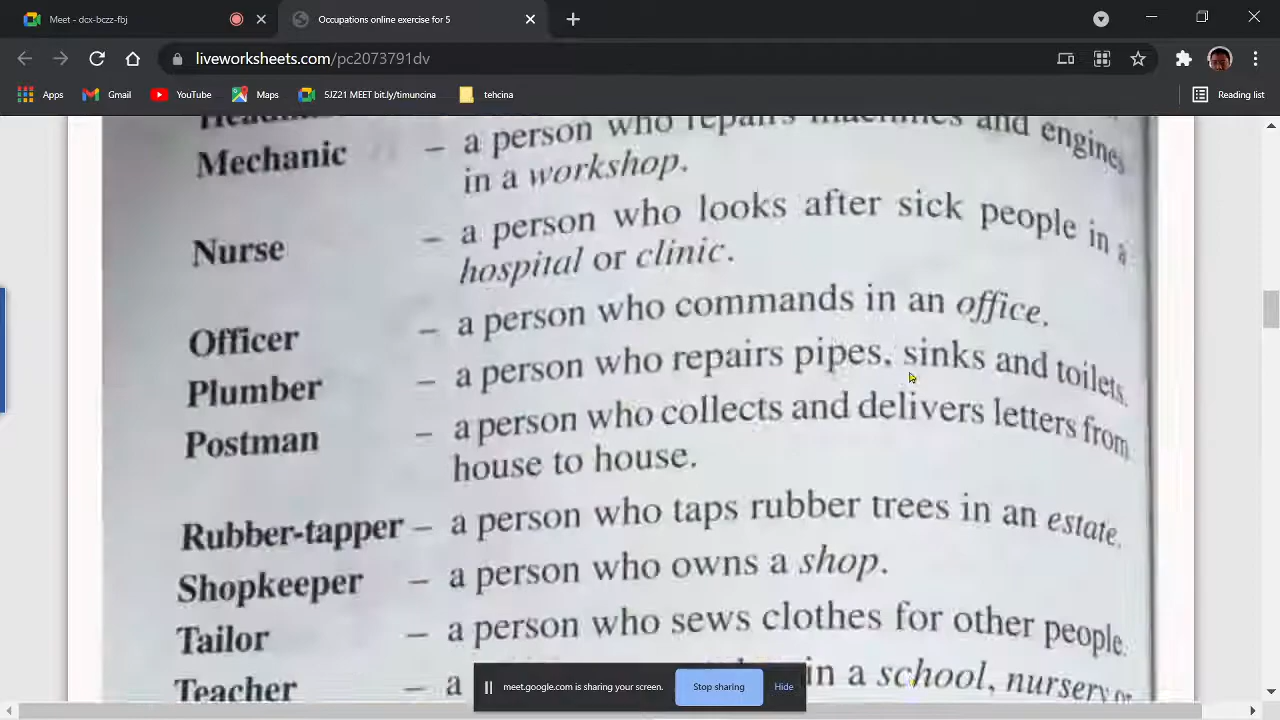 Meet - dcx-bczz-fbj
Occupations online exercise for 5
liveworksheets.com/pc2073791dv
Apps
Gmail
YouTube
Maps
5JZ21 MEET bit.ly/timuncina
tehcina
Reading list
Mechanic – a person who repairs machines and engines
in a workshop.
Nurse – a person who looks after sick people in a
hospital or clinic.
Officer – a person who commands in an office.
Plumber – a person who repairs pipes, sinks and toilets.
Postman – a person who collects and delivers letters from
house to house.
Rubber-tapper – a person who taps rubber trees in an estate.
Shopkeeper – a person who owns a shop.
Tailor – a person who sews clothes for other people.
Teacher – a in a school, nursery or
meet.google.com is sharing your screen.
Stop sharing
Hide